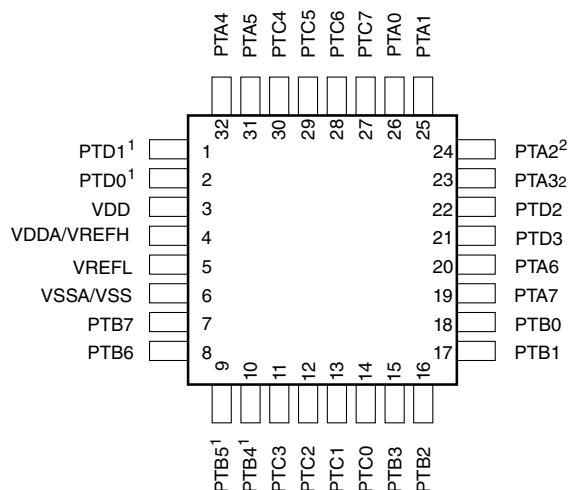 PTA4 PTA5 PTC4 PTC5 PTC6 PTC7 PTA0 PTA1
32 31 30 29 28 27 26 25
PTD1¹ 1 24 PTA2²
PTD0¹ 2 23 PTA32
VDD 3 22 PTD2
VDDA/VREFH 4 21 PTD3
VREFL 5 20 PTA6
VSSA/VSS 6 19 PTA7
PTB7 7 18 PTB0
PTB6 8 17 PTB1
9 10 11 12 13 14 15 16
PTB5¹ PTB4¹ PTC3 PTC2 PTC1 PTC0 PTB3 PTB2